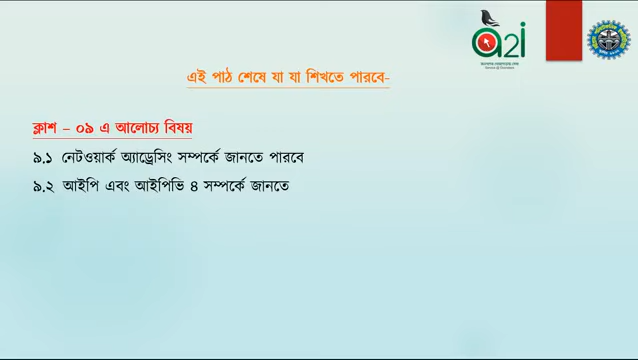 a2i
এই পাঠ শেষে যা যা শিখতে পারবে-
ক্লাশ – ০৯ এ আলোচ্য বিষয়
৯.১ নেটওয়ার্ক অ্যাড্রেসিং সম্পর্কে জানতে পারবে
৯.২ আইপি এবং আইপিভি ৪ সম্পর্কে জানতে